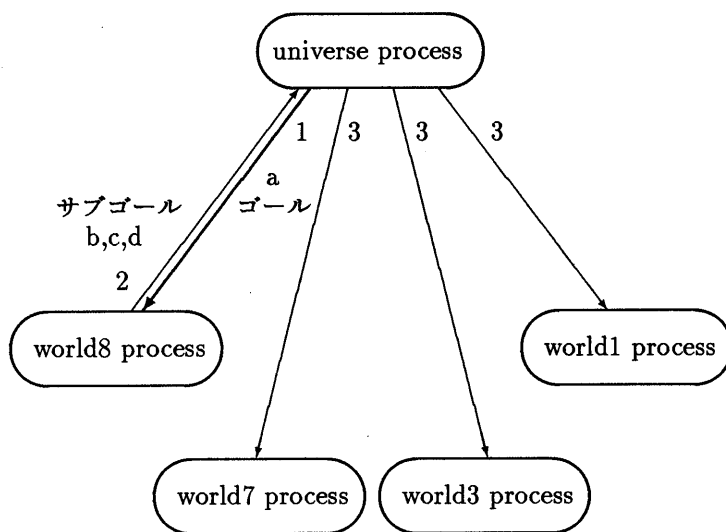 universe process
1
3
3
3
a
ゴール
サブゴール
b,c,d
2
world8 process
world1 process
world7 process
world3 process